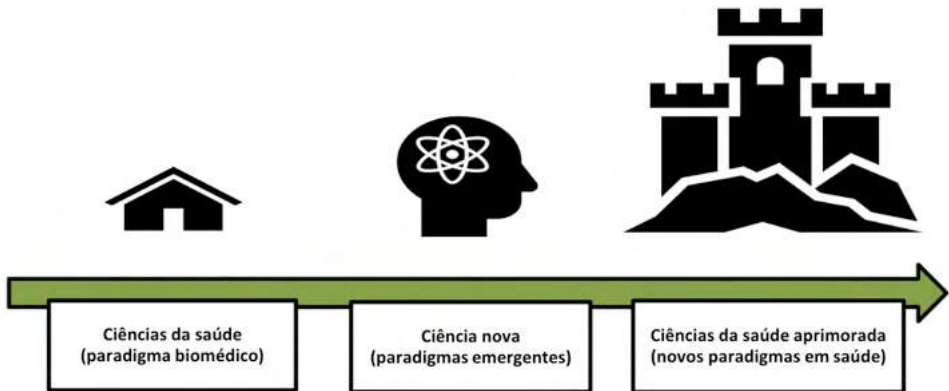 Ciências da saúde
(paradigma biomédico)
Ciência nova
(paradigmas emergentes)
Ciências da saúde aprimorada
(novos paradigmas em saúde)